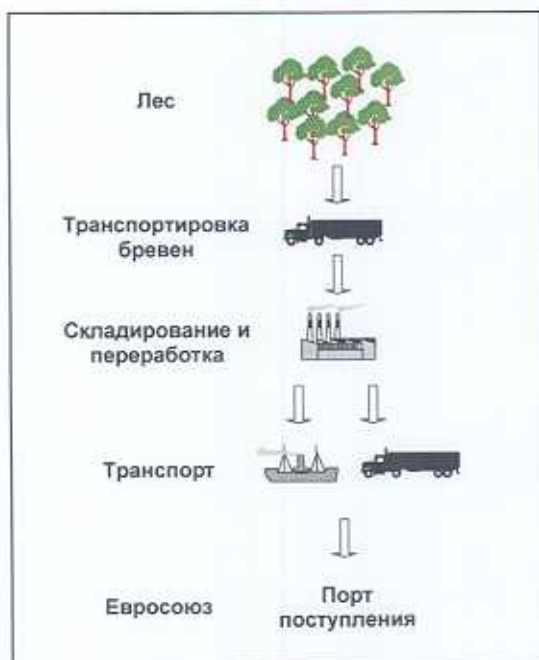 Лес
Транспортировка
бревен
Складирование и
переработка
Транспорт
Евросоюз
Порт
поступления